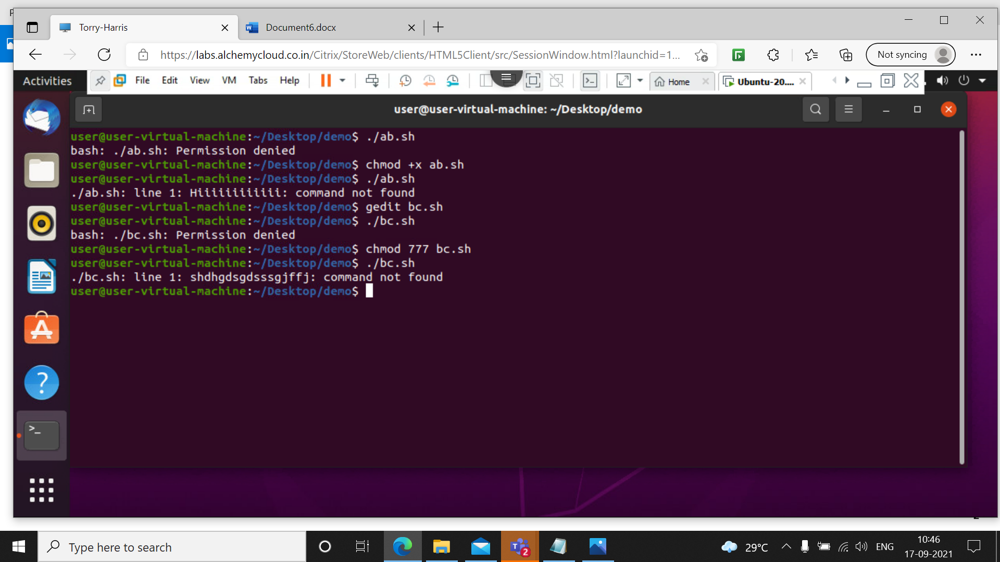 Torry-Harris
Document6.docx
https://labs.alchemycloud.co.in/Citrix/StoreWeb/clients/HTML5Client/src/SessionWindow.html?launchid=1...
Not syncing
Activities
File Edit View VM Tabs Help
Home
Ubuntu-20....
user@user-virtual-machine: ~/Desktop/demo
user@user-virtual-machine:~/Desktop/demo$ ./ab.sh
bash: ./ab.sh: Permission denied
user@user-virtual-machine:~/Desktop/demo$ chmod +x ab.sh
user@user-virtual-machine:~/Desktop/demo$ ./ab.sh
./ab.sh: line 1: Hiiiiiiiiiiii: command not found
user@user-virtual-machine:~/Desktop/demo$ gedit bc.sh
user@user-virtual-machine:~/Desktop/demo$ ./bc.sh
bash: ./bc.sh: Permission denied
user@user-virtual-machine:~/Desktop/demo$ chmod 777 bc.sh
user@user-virtual-machine:~/Desktop/demo$ ./bc.sh
./bc.sh: line 1: shdhgdsgdsssgjffj: command not found
user@user-virtual-machine:~/Desktop/demo$
Type here to search
2
29°C
ENG
10:46
17-09-2021